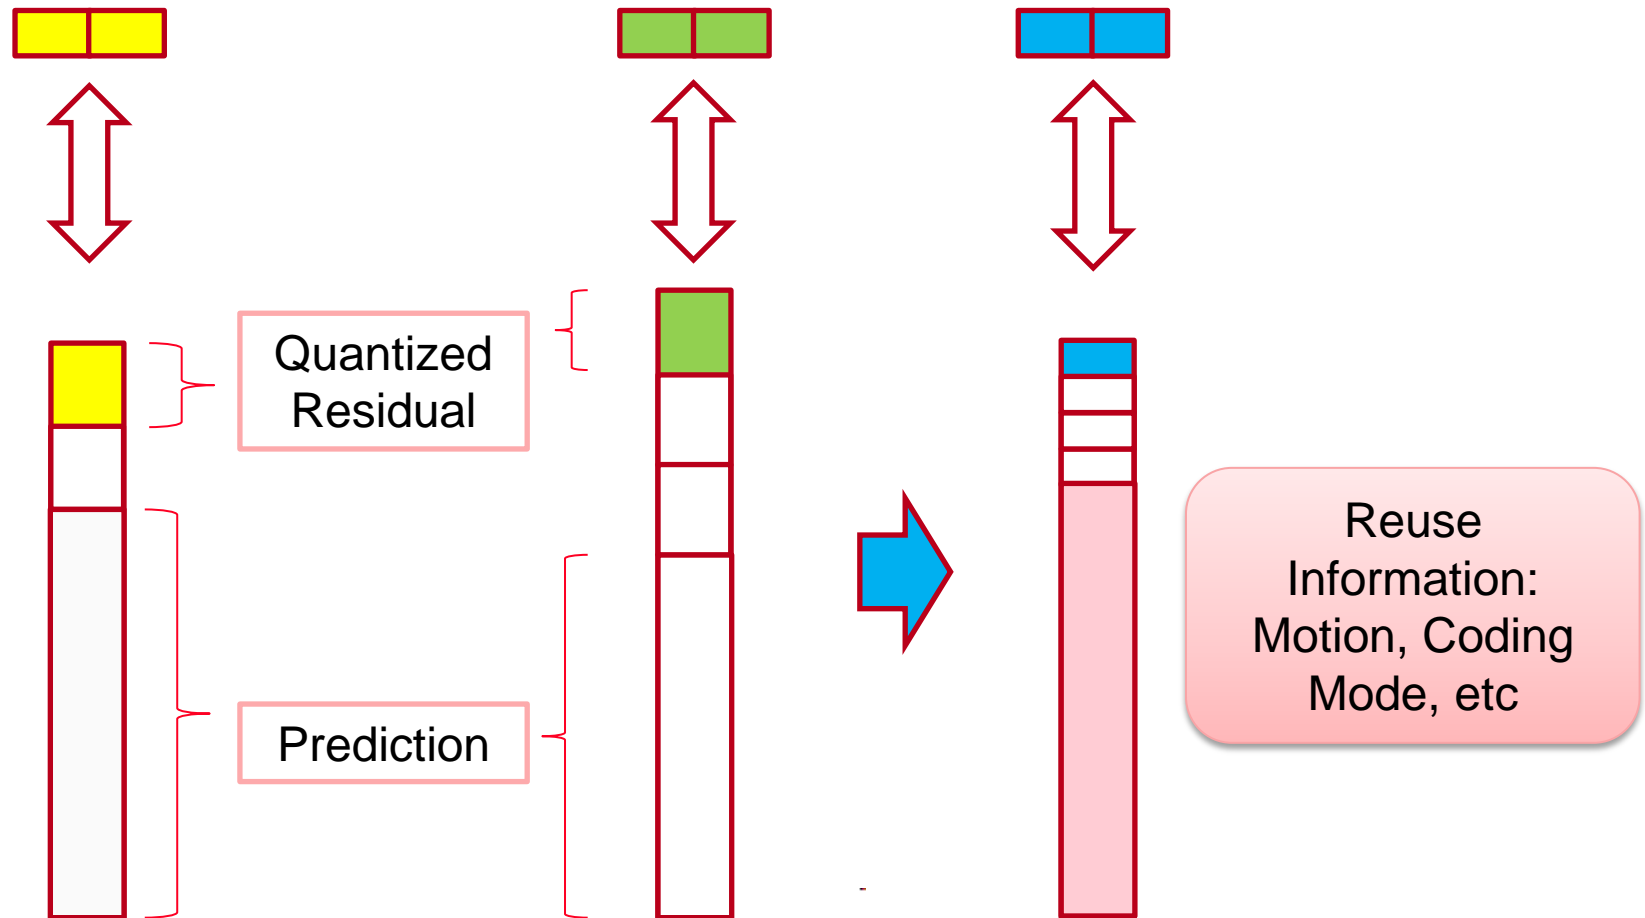 Quantized
Residual
Prediction
Reuse
Information:
Motion, Coding
Mode, etc